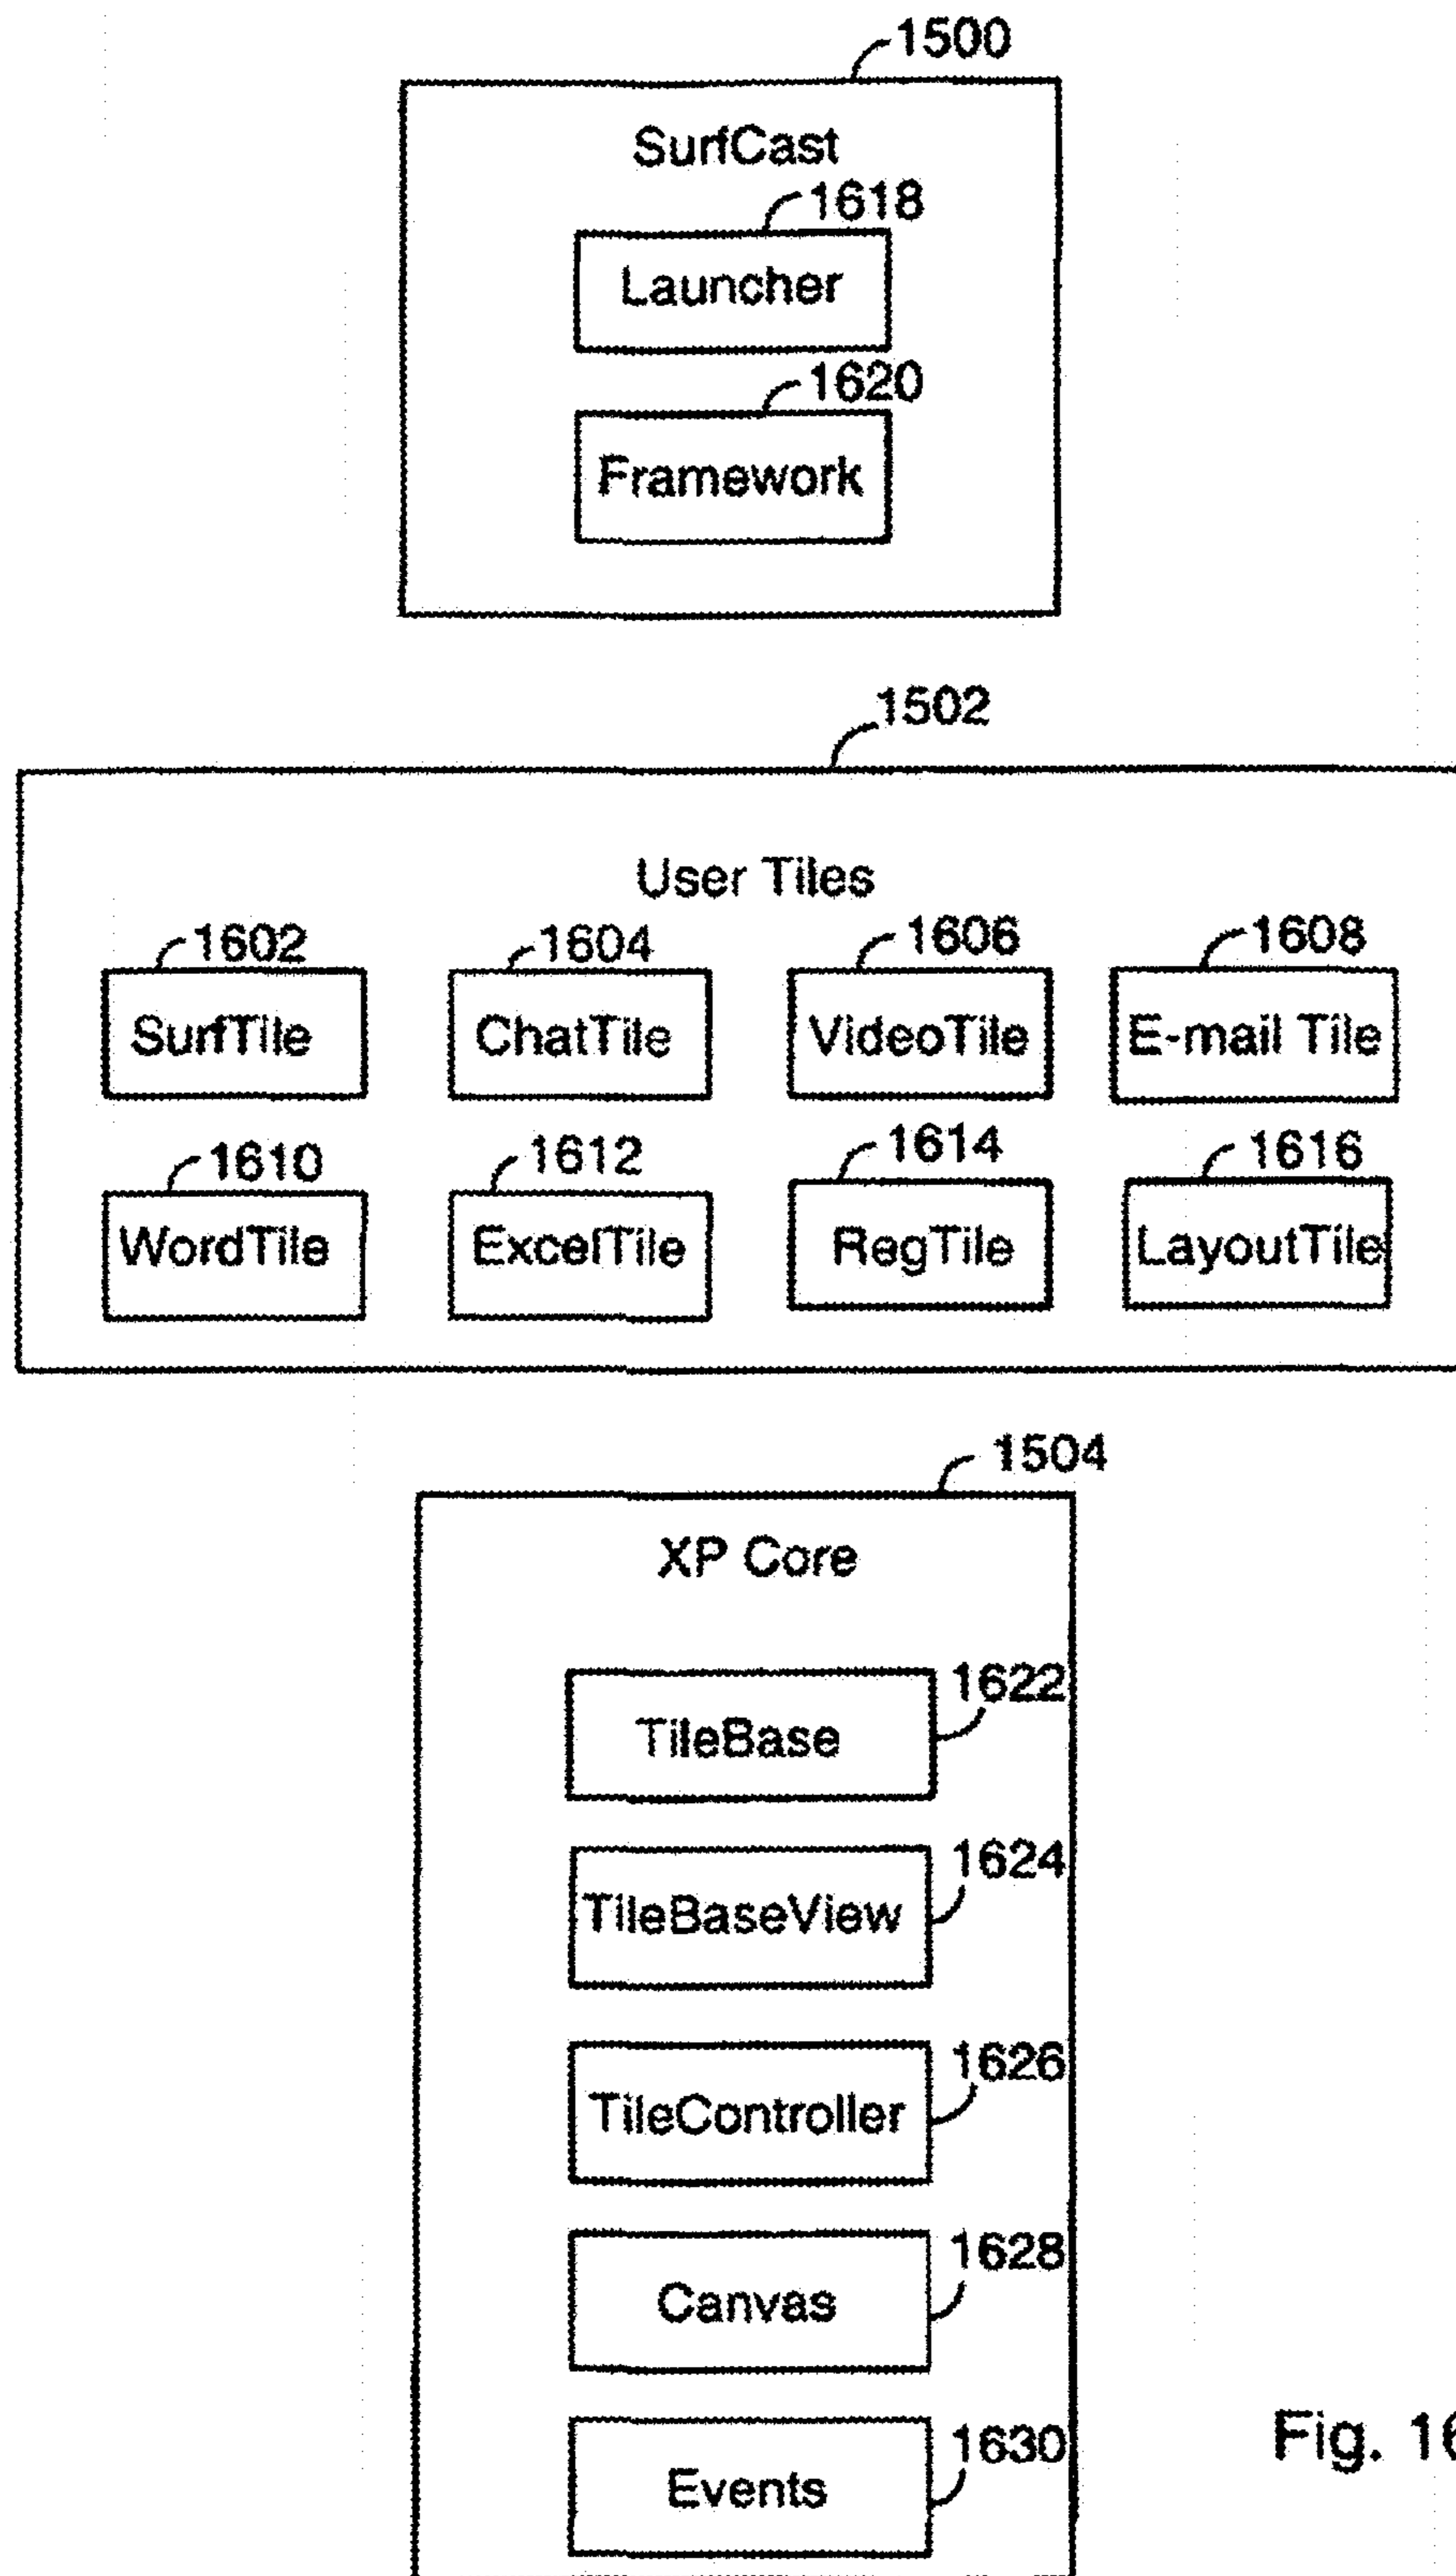 1500
SurfCast
1618
Launcher
1620
Framework
1502
User Tiles
1602 1604 1606 1608
SurfTile ChatTile VideoTile E-mail Tile
1610 1612 1614 1616
WordTile ExcelTile RegTile LayoutTile
1504
XP Core
1622
TileBase
1624
TileBaseView
1626
TileController
1628
Canvas
1630
Events
Fig. 16